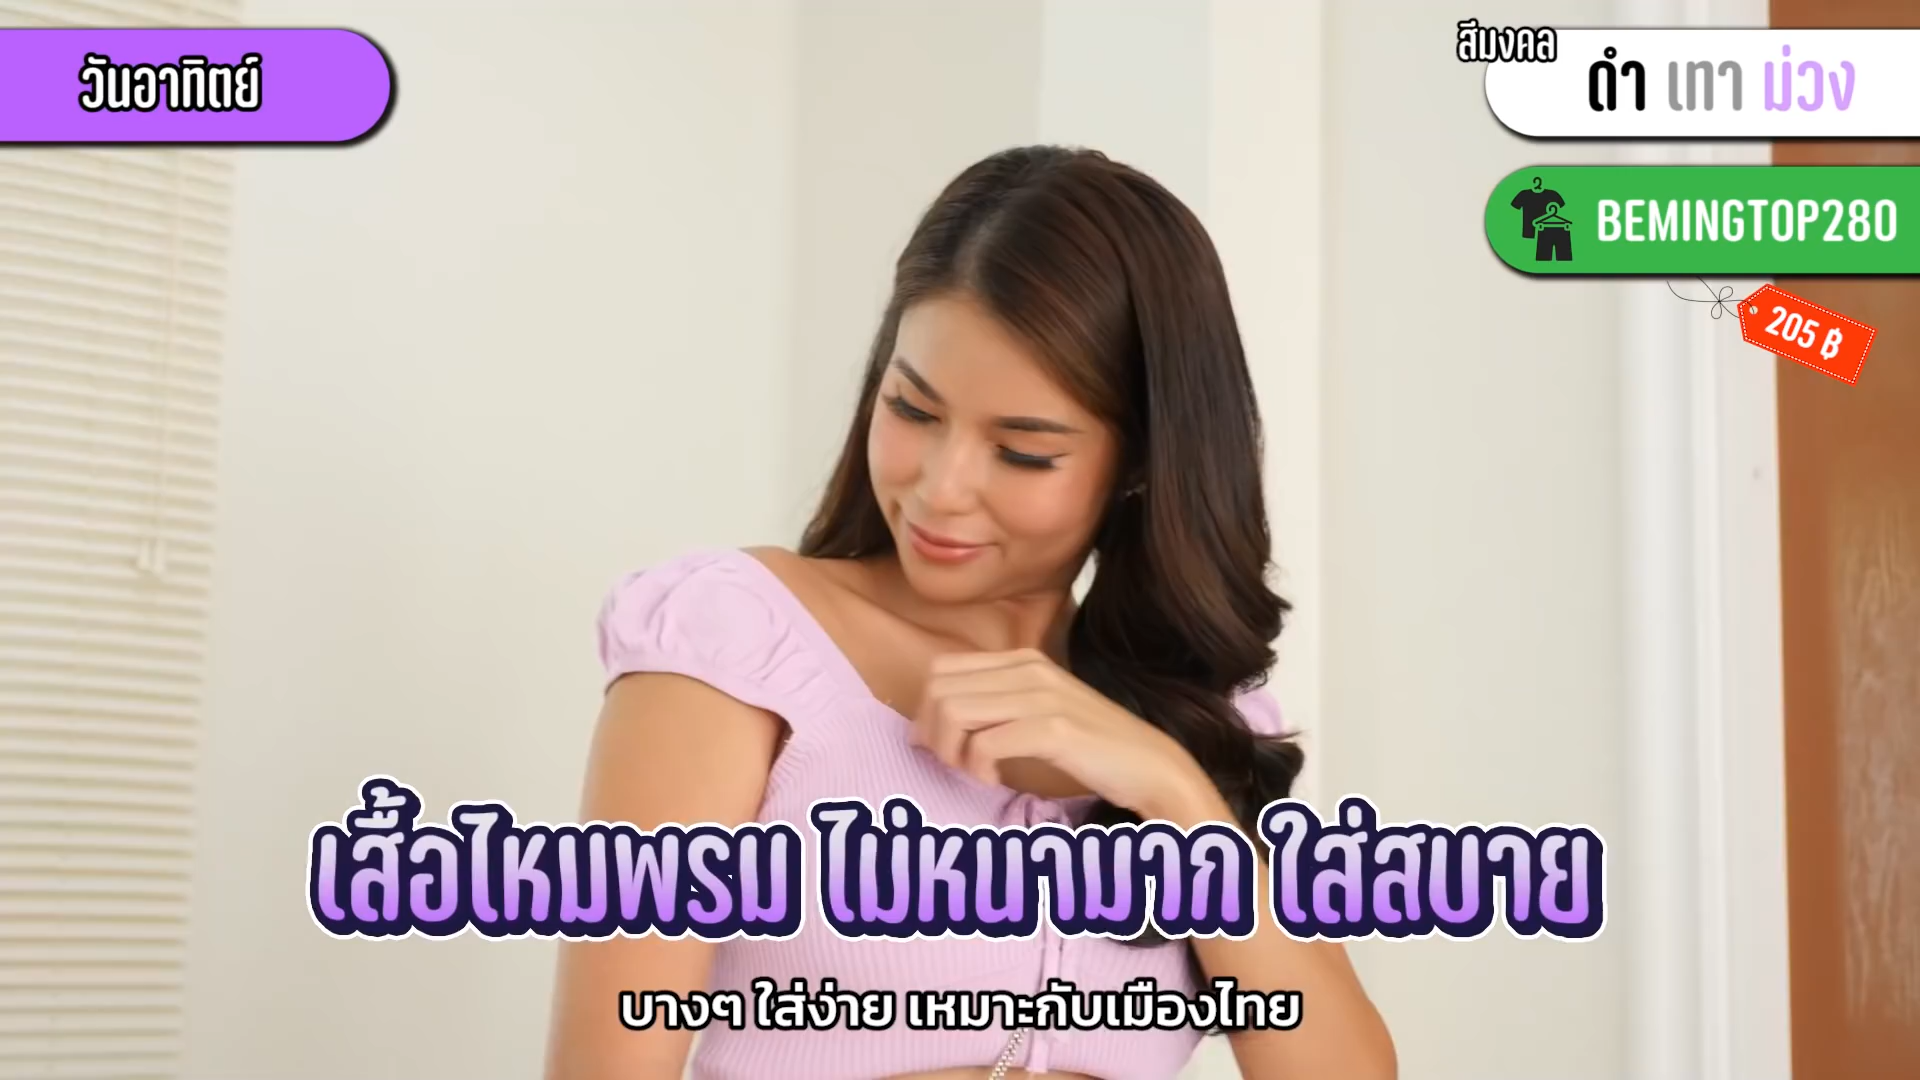 วันอาทิตย์
สีมงคล
ดำ เทา ม่วง
BEMINGTOP280
205 ฿
เสื้อไหมพรม ไม่หนามาก ใส่สบาย
บางๆ ใส่ง่าย เหมาะกับเมืองไทย